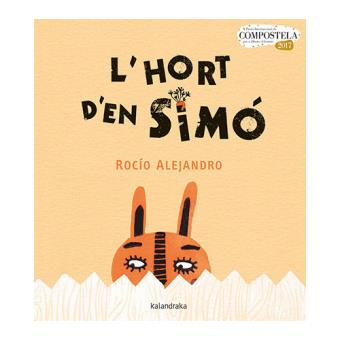 COMPOSTELA
2017
L'HORT
D'EN SIMÓ
ROCÍO ALEJANDRO
kalandraka